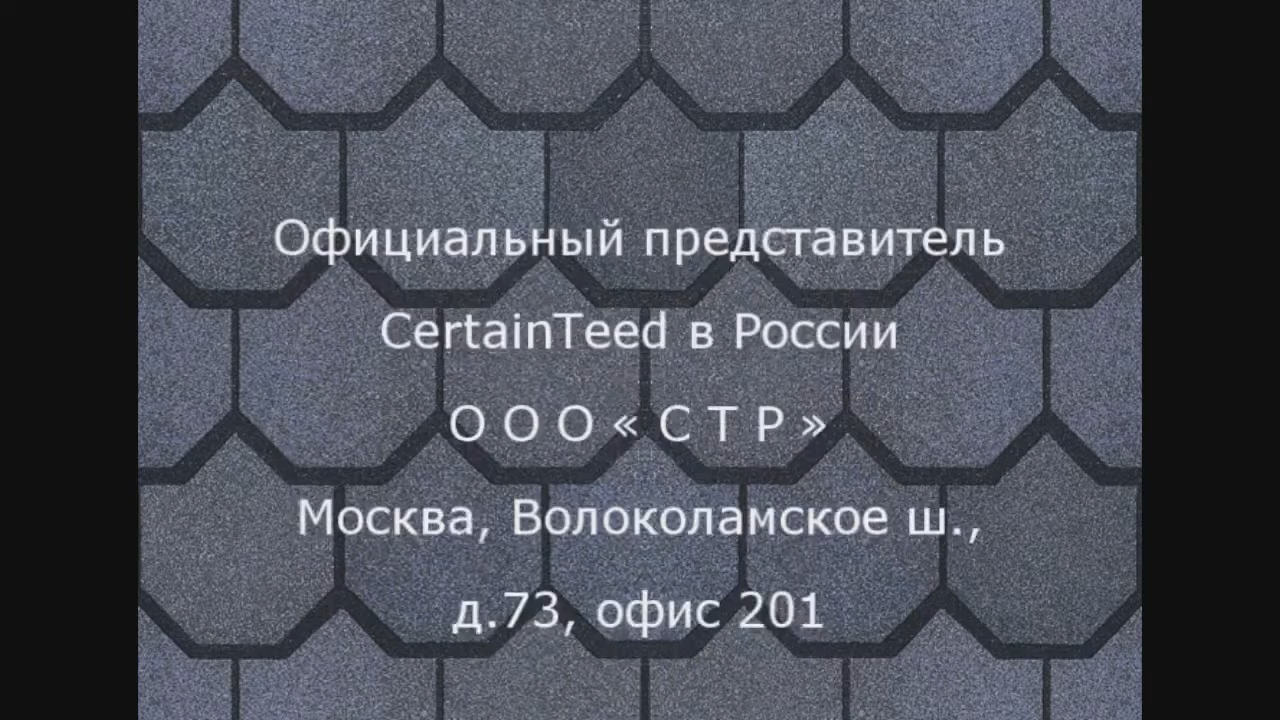 Официальный представитель
CertainTeed в России
О О О « С Т Р »
Москва, Волоколамское ш.,
д.73, офис 201